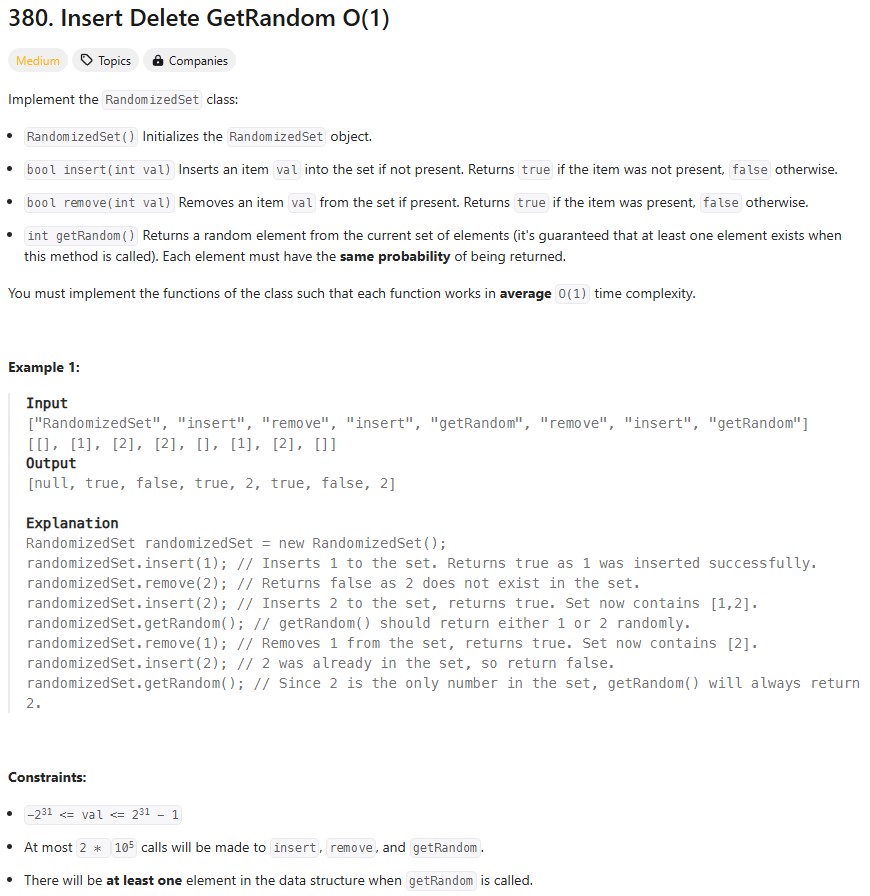 380. Insert Delete GetRandom O(1)
Medium Topics Companies
Implement the RandomizedSet class:
• RandomizedSet() Initializes the RandomizedSet object.
• bool insert(int val) Inserts an item val into the set if not present. Returns true if the item was not present, false otherwise.
• bool remove(int val) Removes an item val from the set if present. Returns true if the item was present, false otherwise.
• int getRandom() Returns a random element from the current set of elements (it's guaranteed that at least one element exists when
this method is called). Each element must have the same probability of being returned.
You must implement the functions of the class such that each function works in average O(1) time complexity.
Example 1:
Input
["RandomizedSet", "insert", "remove", "insert", "getRandom", "remove", "insert", "getRandom"]
[[], [1], [2], [2], [], [1], [2], []]
Output
[null, true, false, true, 2, true, false, 2]
Explanation
RandomizedSet randomizedSet = new RandomizedSet();
randomizedSet.insert(1); // Inserts 1 to the set. Returns true as 1 was inserted successfully.
randomizedSet.remove(2); // Returns false as 2 does not exist in the set.
randomizedSet.insert(2); // Inserts 2 to the set, returns true. Set now contains [1,2].
randomizedSet.getRandom(); // getRandom() should return either 1 or 2 randomly.
randomizedSet.remove(1); // Removes 1 from the set, returns true. Set now contains [2].
randomizedSet.insert(2); // 2 was already in the set, so return false.
randomizedSet.getRandom(); // Since 2 is the only number in the set, getRandom() will always return
2.
Constraints:
• -2³¹ <= val <= 2³¹ - 1
• At most 2 * 10⁵ calls will be made to insert, remove, and getRandom.
• There will be at least one element in the data structure when getRandom is called.